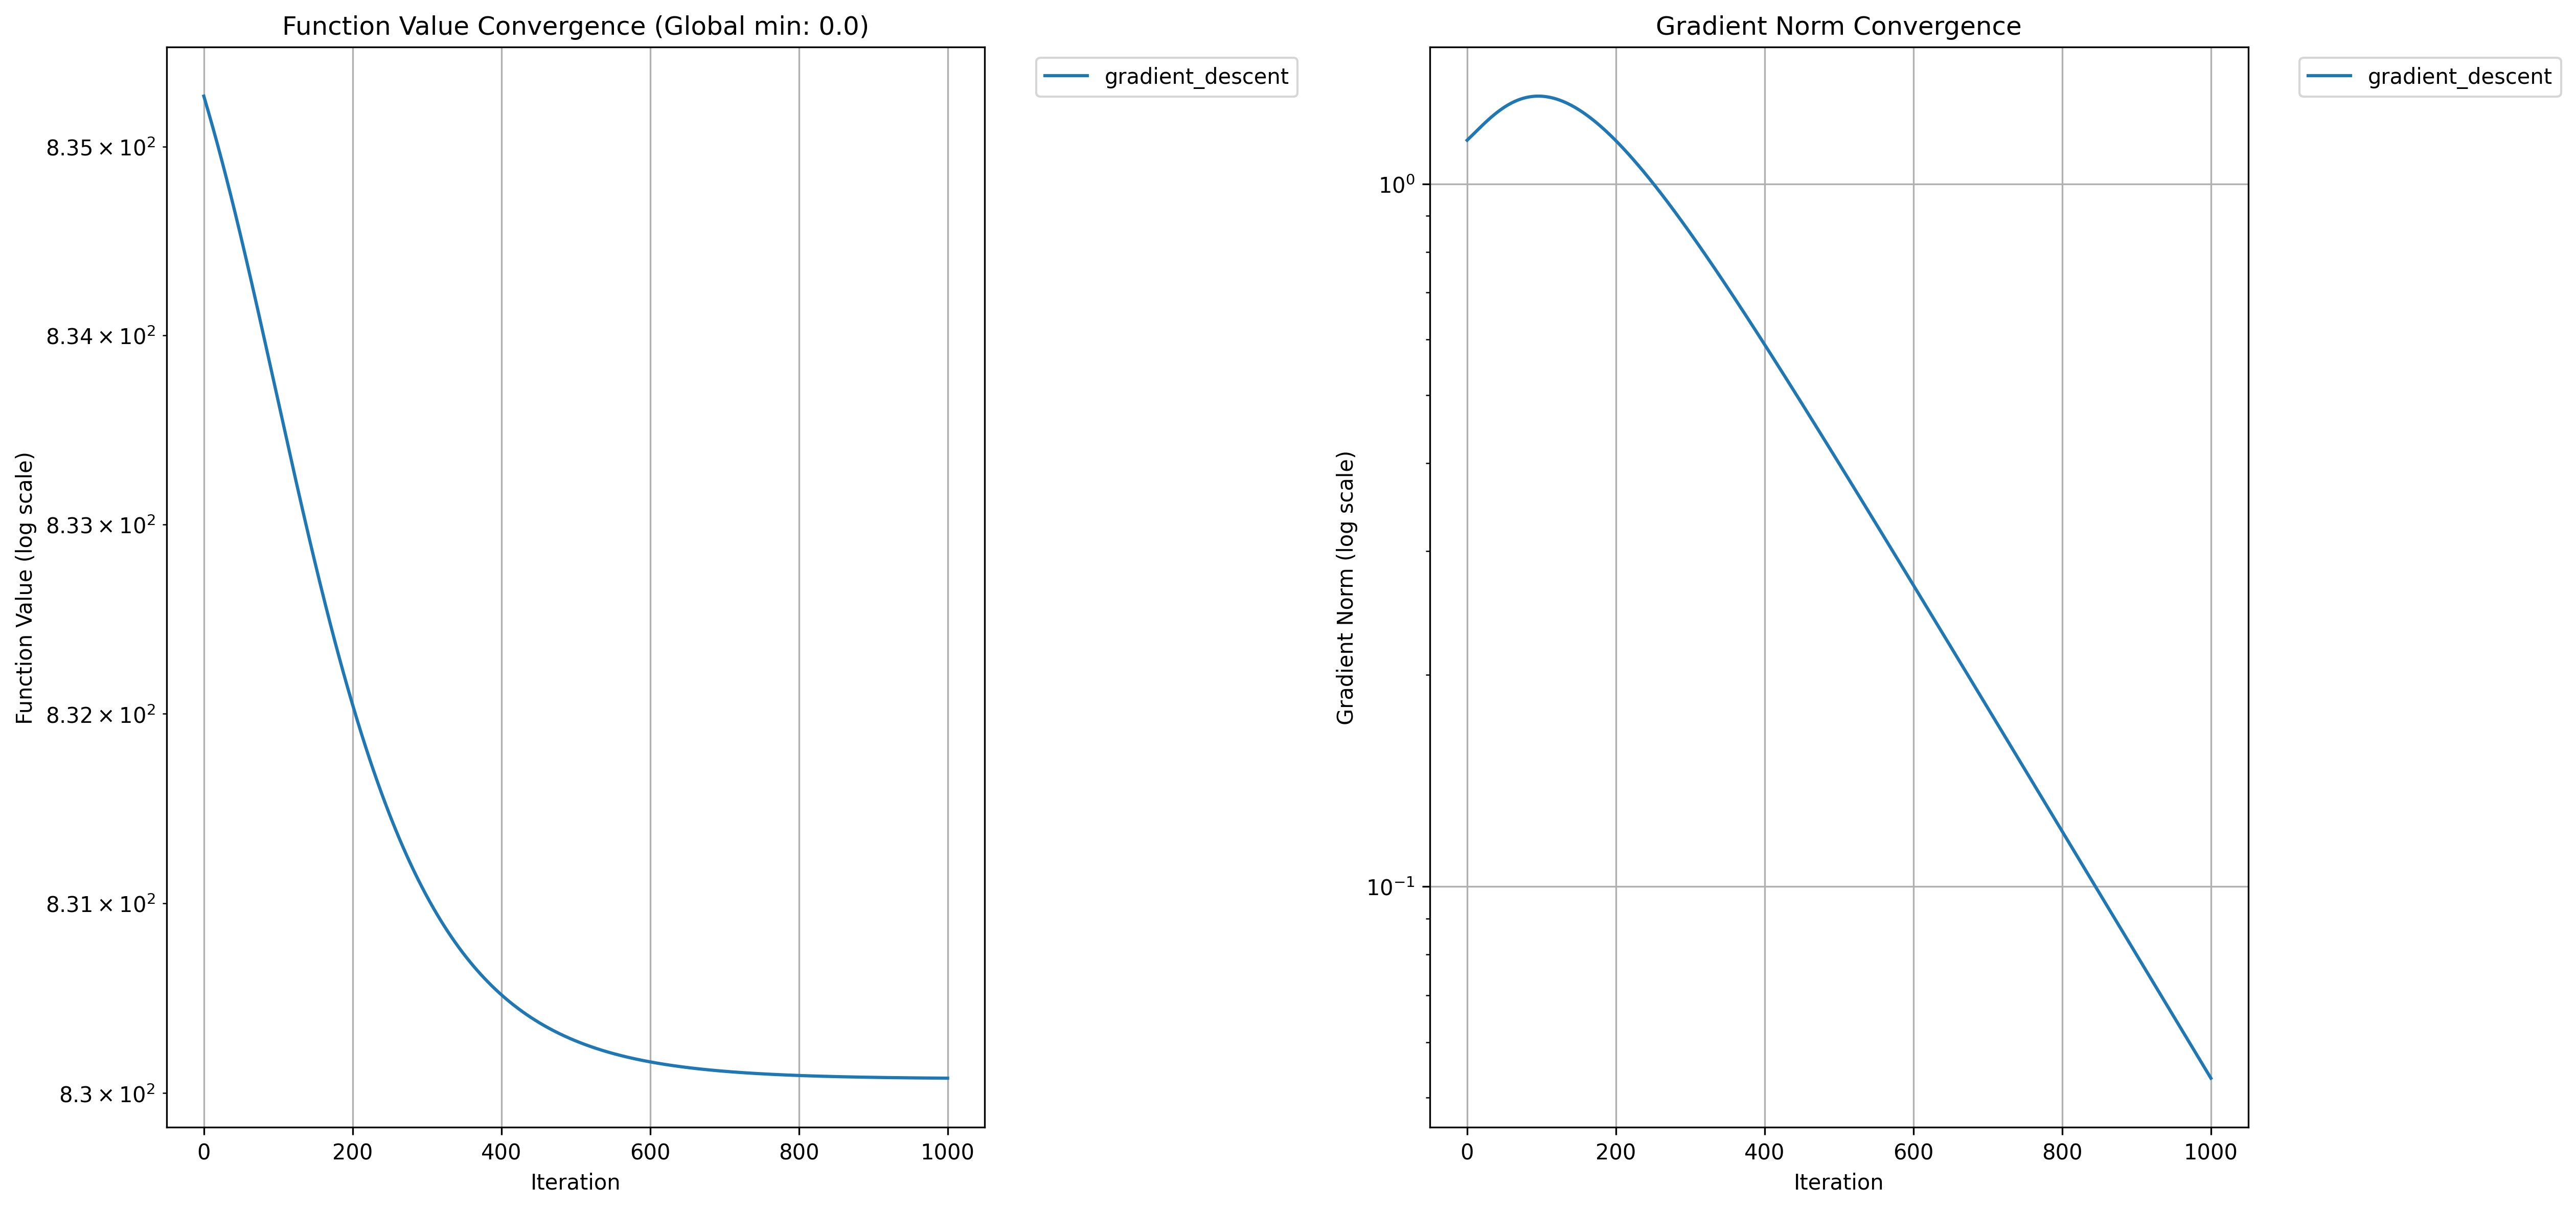 Function Value Convergence (Global min: 0.0)
Function Value (log scale)
8.35 × 10²
8.34 × 10²
8.33 × 10²
8.32 × 10²
8.31 × 10²
8.3 × 10²
0 200 400 600 800 1000
Iteration
gradient_descent
Gradient Norm Convergence
Gradient Norm (log scale)
10⁰
10⁻¹
0 200 400 600 800 1000
Iteration
gradient_descent